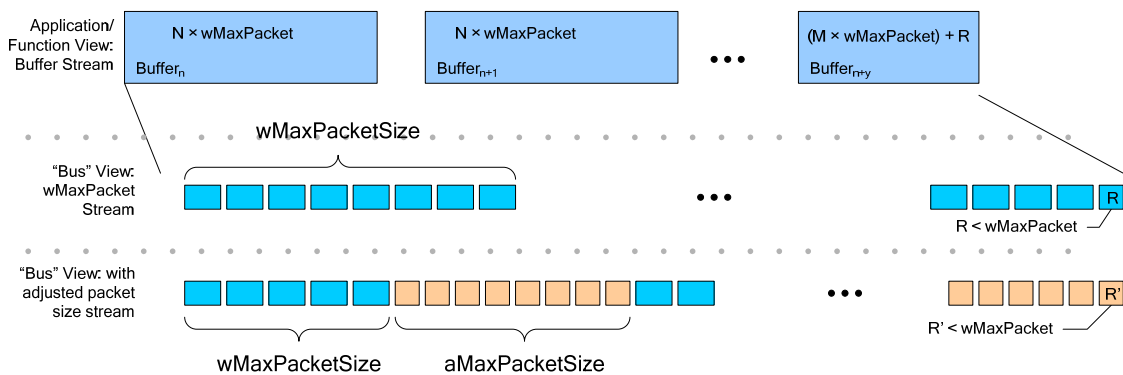 Application/
Function View:
Buffer Stream
N × wMaxPacket
Buffern
N × wMaxPacket
Buffern+1
•••
(M × wMaxPacket) + R
Buffern+y
wMaxPacketSize
“Bus” View:
wMaxPacket
Stream
•••
R
R < wMaxPacket
“Bus” View: with
adjusted packet
size stream
•••
R’
R’ < wMaxPacket
wMaxPacketSize
aMaxPacketSize